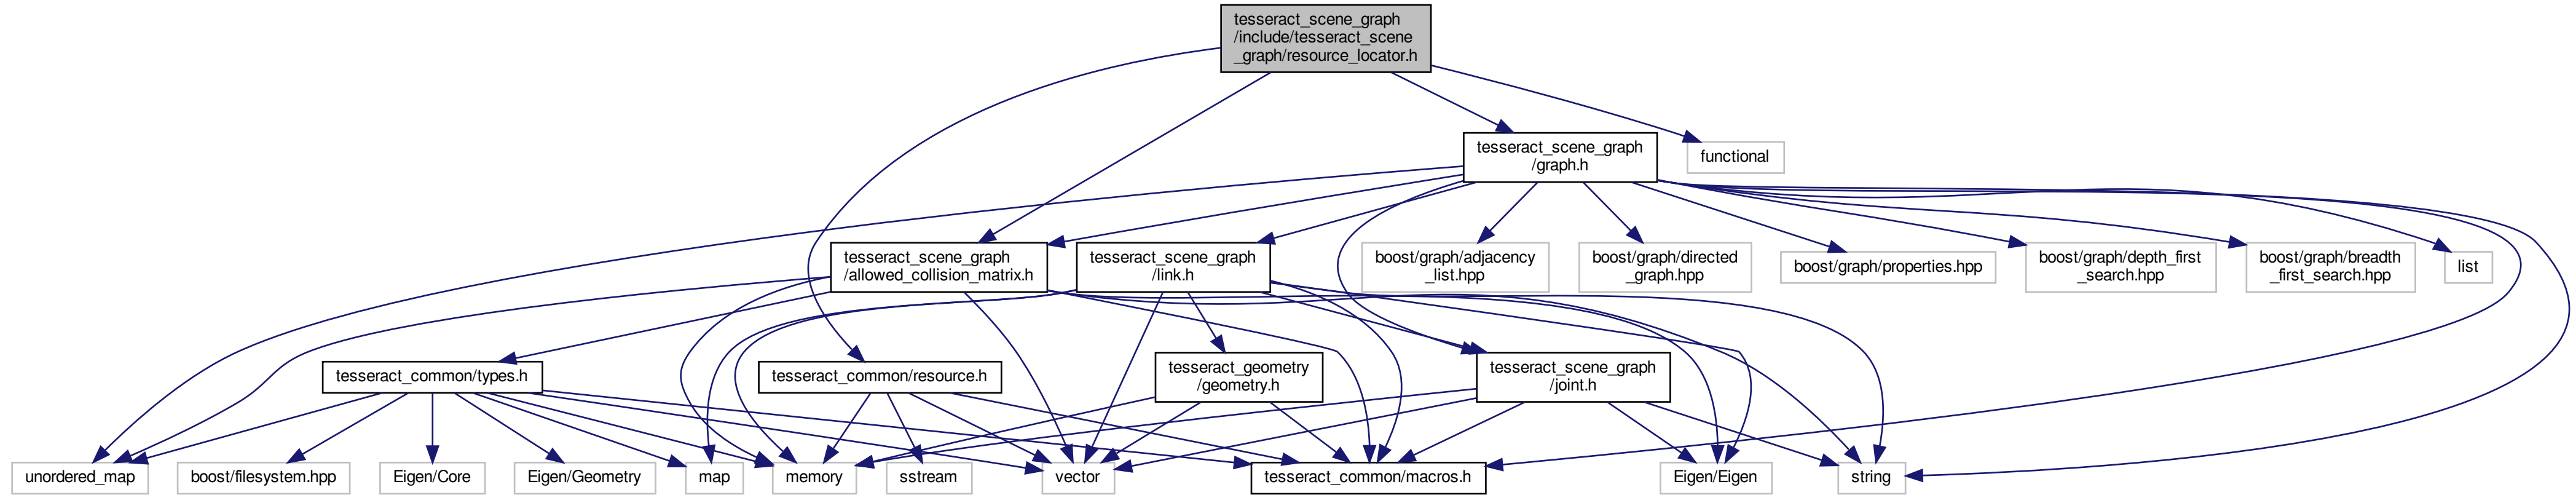 tesseract_scene_graph
/include/tesseract_scene
_graph/resource_locator.h
tesseract_scene_graph
/graph.h
functional
tesseract_scene_graph
/allowed_collision_matrix.h
tesseract_scene_graph
/link.h
boost/graph/adjacency
_list.hpp
boost/graph/directed
_graph.hpp
boost/graph/properties.hpp
boost/graph/depth_first
_search.hpp
boost/graph/breadth
_first_search.hpp
list
tesseract_common/types.h
tesseract_common/resource.h
tesseract_geometry
/geometry.h
tesseract_scene_graph
/joint.h
unordered_map
boost/filesystem.hpp
Eigen/Core
Eigen/Geometry
map
memory
sstream
vector
tesseract_common/macros.h
Eigen/Eigen
string